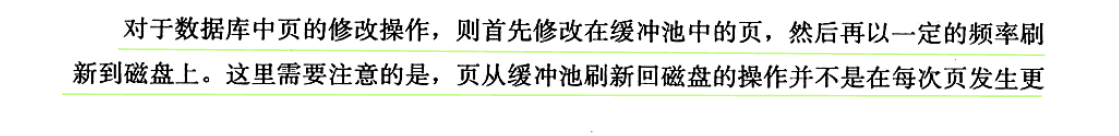 对于数据库中页的修改操作，则首先修改在缓冲池中的页，然后再以一定的频率刷
新到磁盘上。这里需要注意的是，页从缓冲池刷新回磁盘的操作并不是在每次页发生更